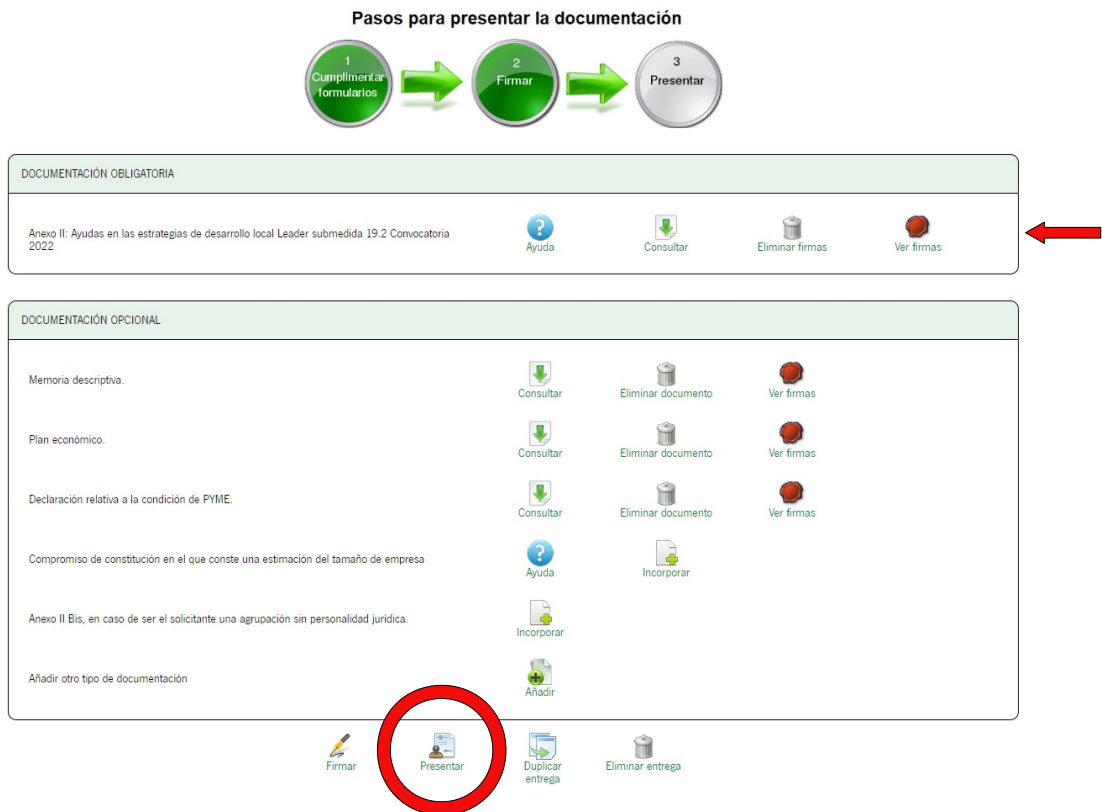 Pasos para presentar la documentación
1
Cumplimentar
formularios
2
Firmar
3
Presentar
DOCUMENTACIÓN OBLIGATORIA
Anexo II: Ayudas en las estrategias de desarrollo local Leader submedida 19.2 Convocatoria
2022
Ayuda
Consultar
Eliminar firmas
Ver firmas
DOCUMENTACIÓN OPCIONAL
Memoria descriptiva.
Consultar
Eliminar documento
Ver firmas
Plan económico.
Consultar
Eliminar documento
Ver firmas
Declaración relativa a la condición de PYME.
Consultar
Eliminar documento
Ver firmas
Compromiso de constitución en el que conste una estimación del tamaño de empresa
Ayuda
Incorporar
Anexo II Bis, en caso de ser el solicitante una agrupación sin personalidad jurídica.
Incorporar
Añadir otro tipo de documentación
Añadir
Firmar
Presentar
Duplicar
entrega
Eliminar entrega